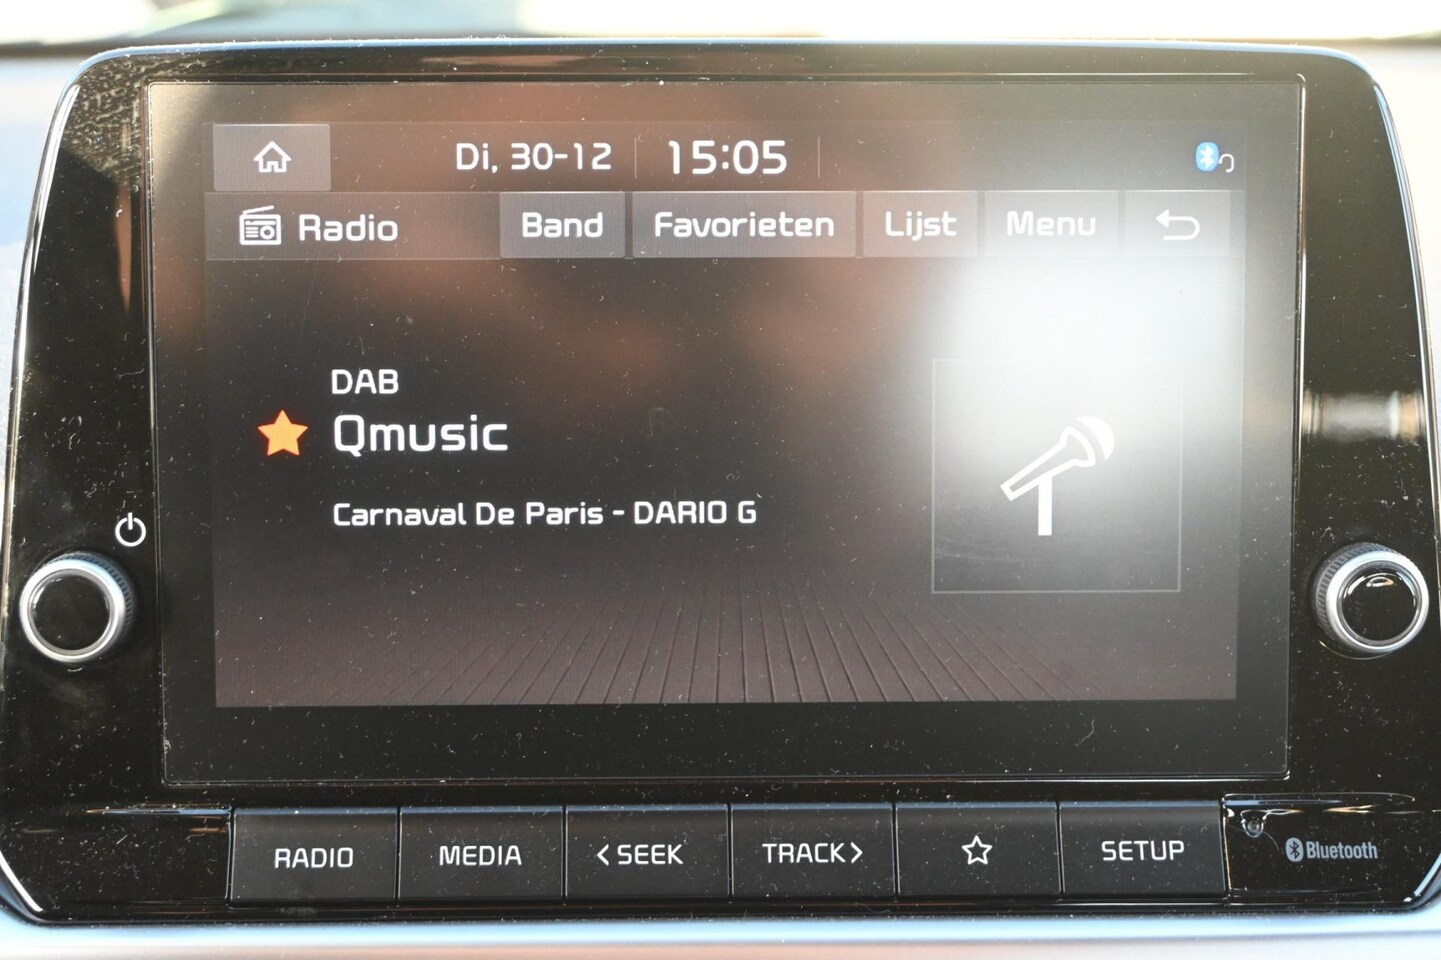 Di, 30-12 15:05
Radio Band Favorieten Lijst Menu
DAB
Qmusic
Carnaval De Paris - DARIO G
RADIO MEDIA <SEEK TRACK> SETUP Bluetooth